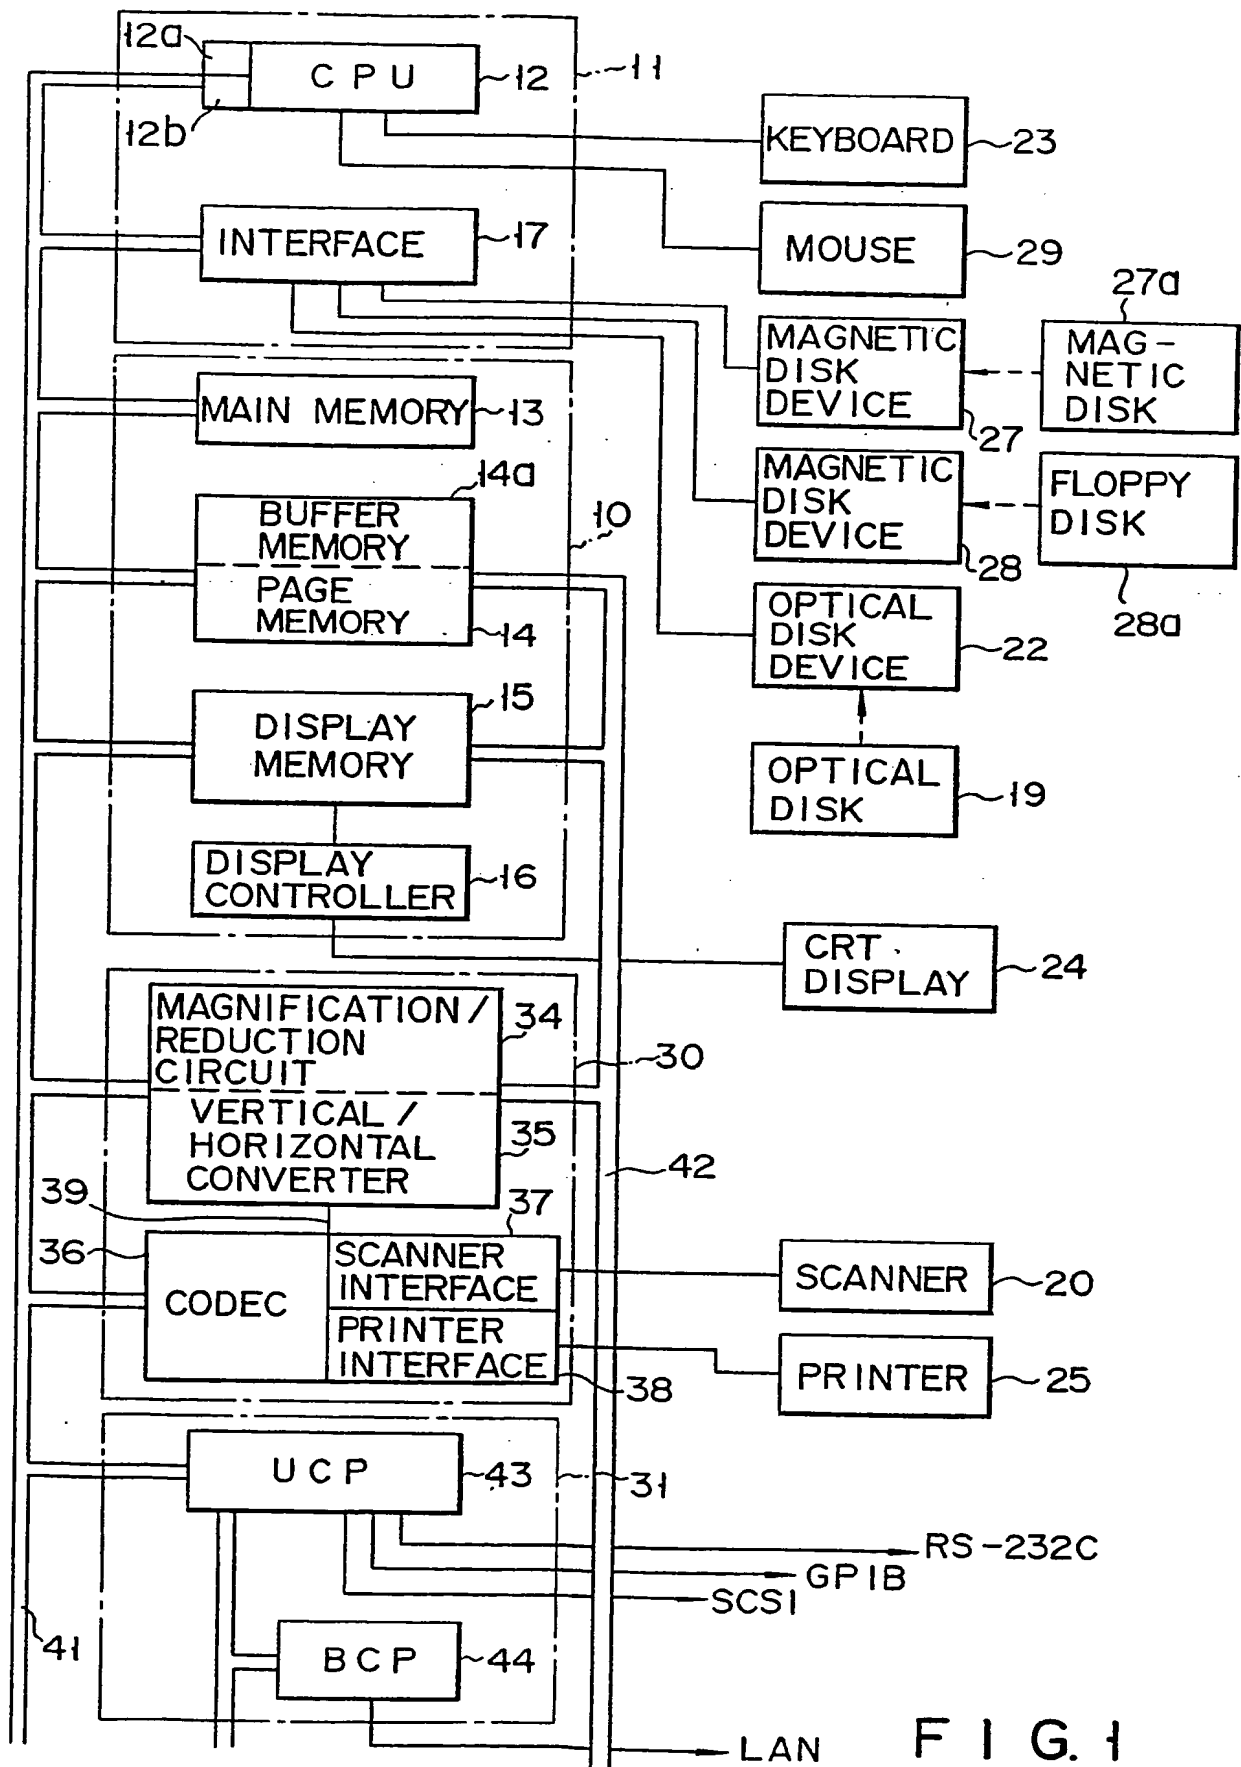 12a
CPU
12
11
12b
KEYBOARD
23
INTERFACE
17
MOUSE
29
27a
MAGNETIC
DISK
DEVICE
27
MAG-
NETIC
DISK
MAIN MEMORY
13
14a
BUFFER
MEMORY
PAGE
MEMORY
14
10
MAGNETIC
DISK
DEVICE
28
FLOPPY
DISK
28a
OPTICAL
DISK
DEVICE
22
15
DISPLAY
MEMORY
OPTICAL
DISK
19
DISPLAY
CONTROLLER
16
CRT
DISPLAY
24
MAGNIFICATION/
REDUCTION
CIRCUIT
34
30
VERTICAL/
HORIZONTAL
CONVERTER
35
42
39
37
36
CODEC
SCANNER
INTERFACE
SCANNER
20
PRINTER
INTERFACE
38
PRINTER
25
UCP
43
31
RS-232C
GPIB
SCSI
41
BCP
44
LAN
FIG. 1